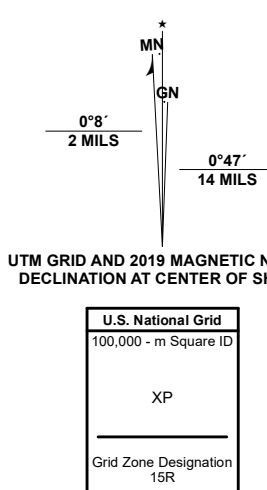 MN
GN
0°8´
2 MILS
0°47´
14 MILS
UTM GRID AND 2019 MAGNETIC
DECLINATION AT CENTER OF
U.S. National Grid
100,000 - m Square ID
XP
Grid Zone Designation
15R